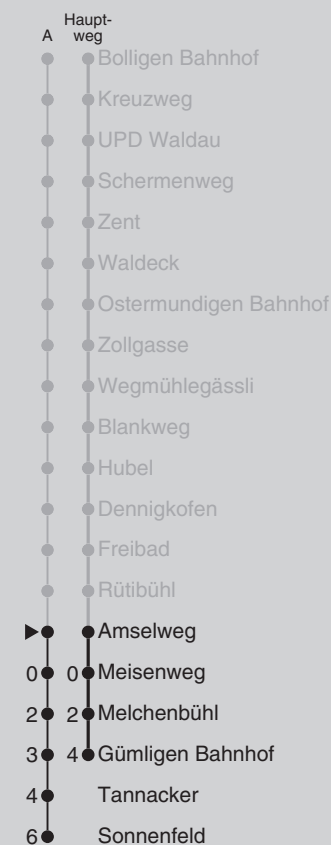 A Haupt-
weg
Bolligen Bahnhof
Kreuzweg
UPD Waldau
Schermenweg
Zent
Waldeck
Ostermundigen Bahnhof
Zollgasse
Wegmühlegässli
Blankweg
Hubel
Dennigkofen
Freibad
Rütibühl
Amselweg
0 0 Meisenweg
2 2 Melchenbühl
3 4 Gümligen Bahnhof
4 Tannacker
6 Sonnenfeld